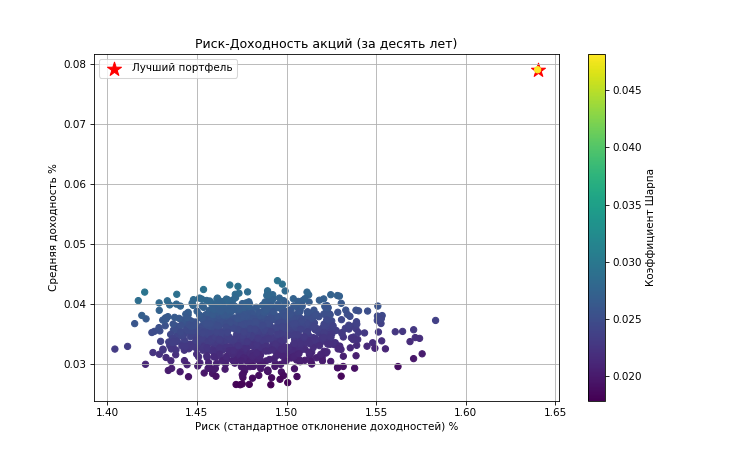 Риск-Доходность акций (за десять лет)
Лучший портфель
Средняя доходность %
0.08
0.07
0.06
0.05
0.04
0.03
1.40 1.45 1.50 1.55 1.60 1.65
Риск (стандартное отклонение доходностей) %
0.045
0.040
0.035
0.030
0.025
0.020
Коэффициент Шарпа